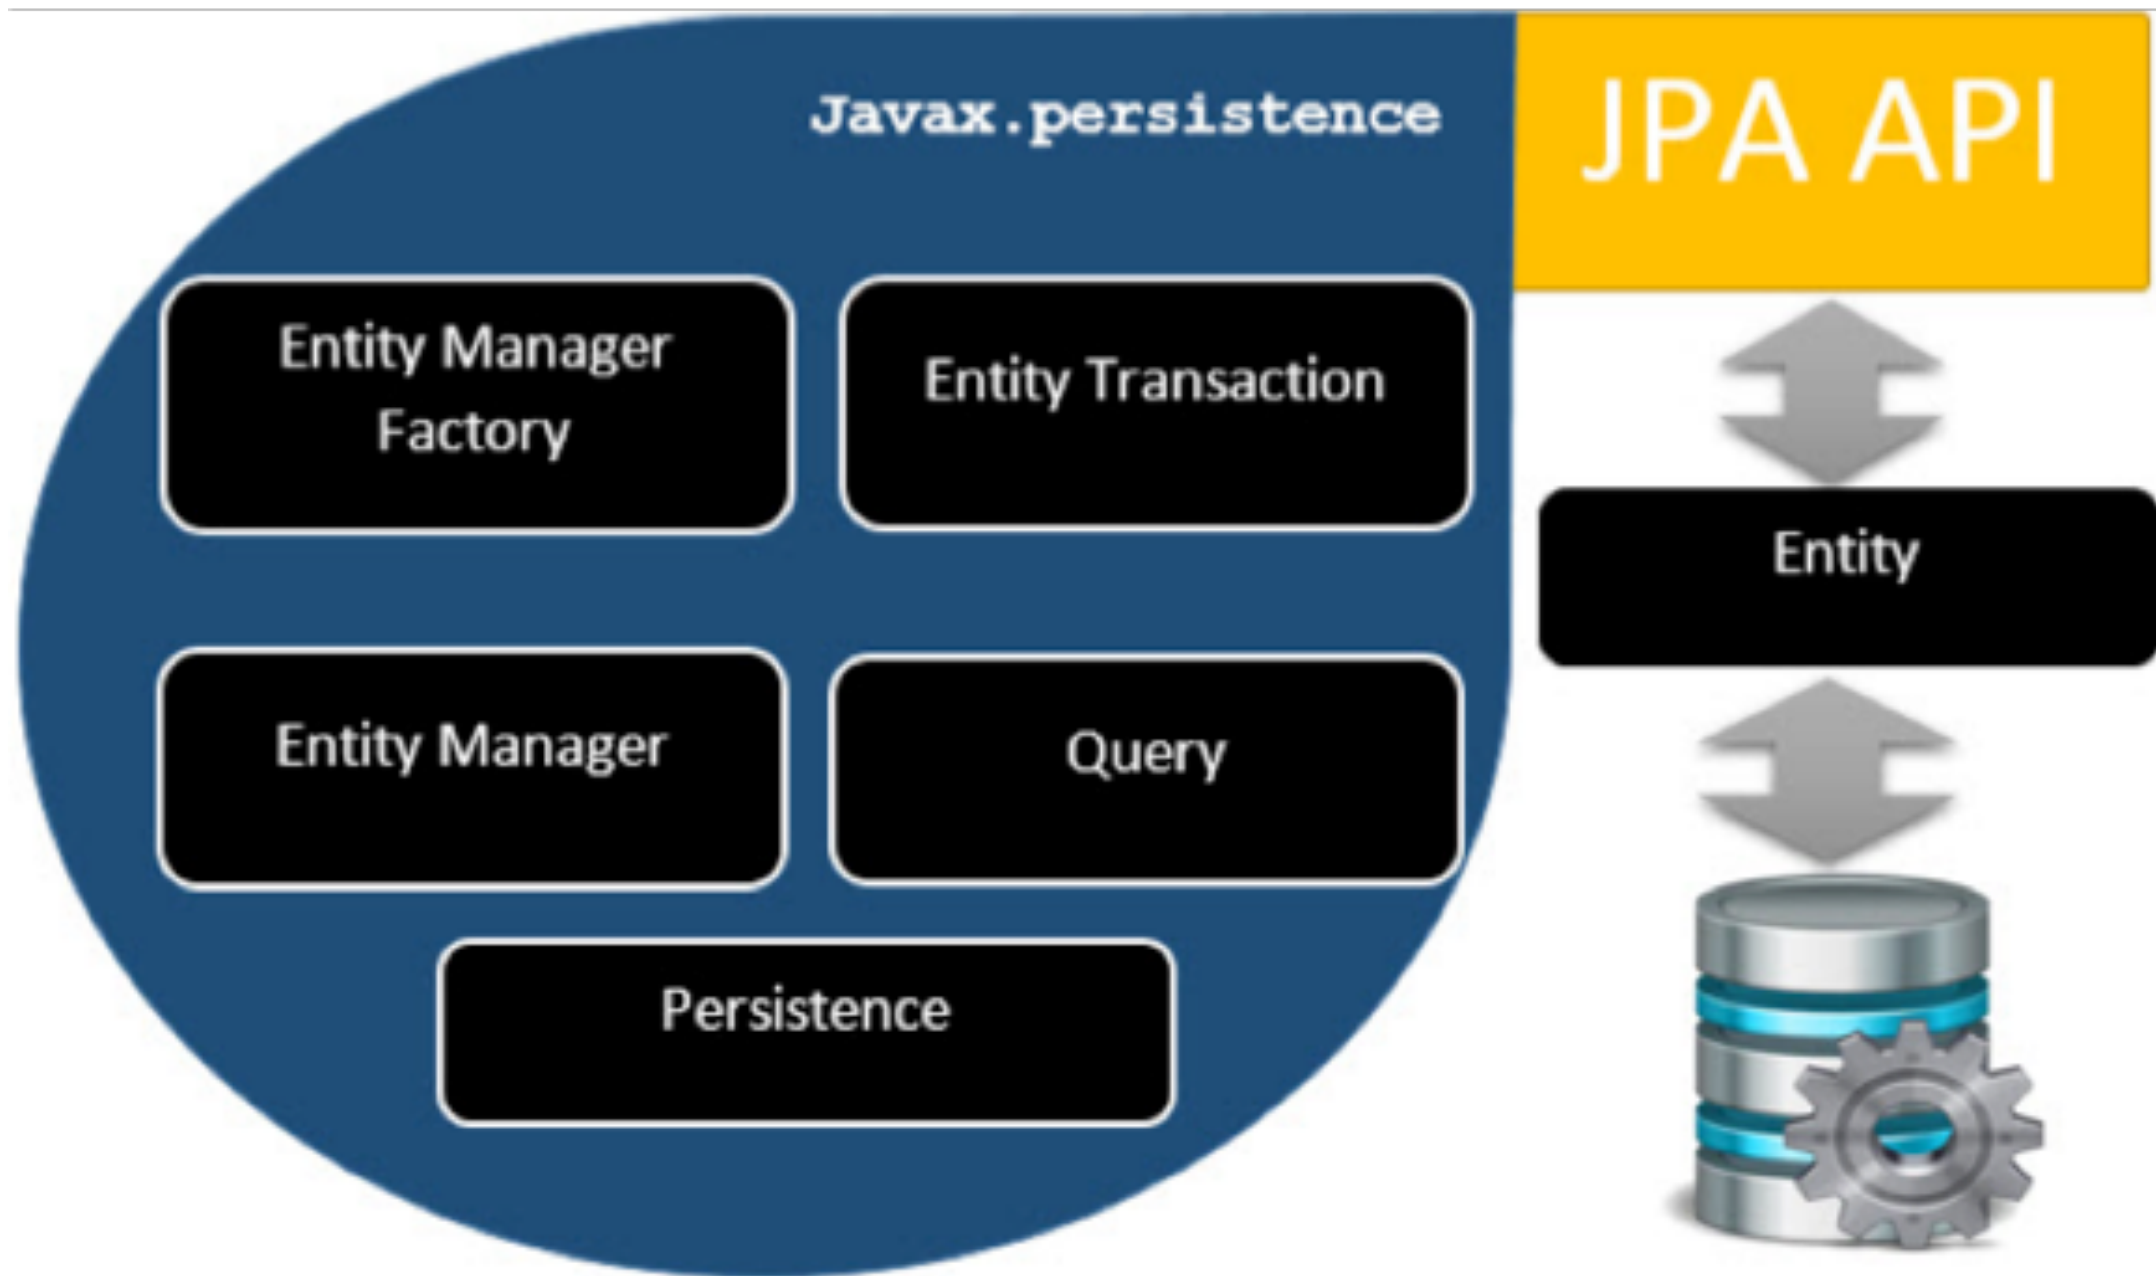 Javax.persistence
JPA API
Entity Manager
Factory
Entity Transaction
Entity
Entity Manager
Query
Persistence